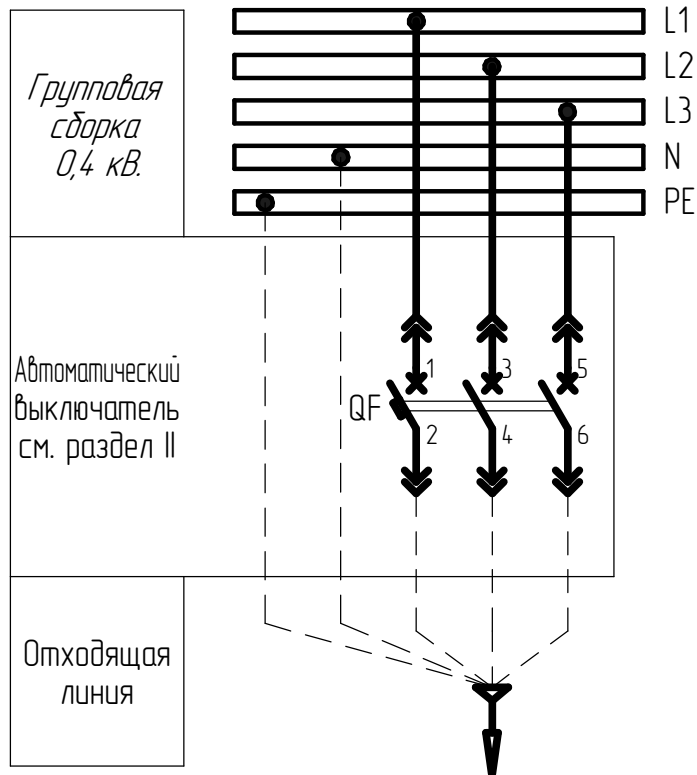 L1
L2
L3
N
PE
Групповая
сборка
0,4 кВ.
Автоматический
выключатель
см. раздел II
QF
1
3
5
2
4
6
Отходящая
линия